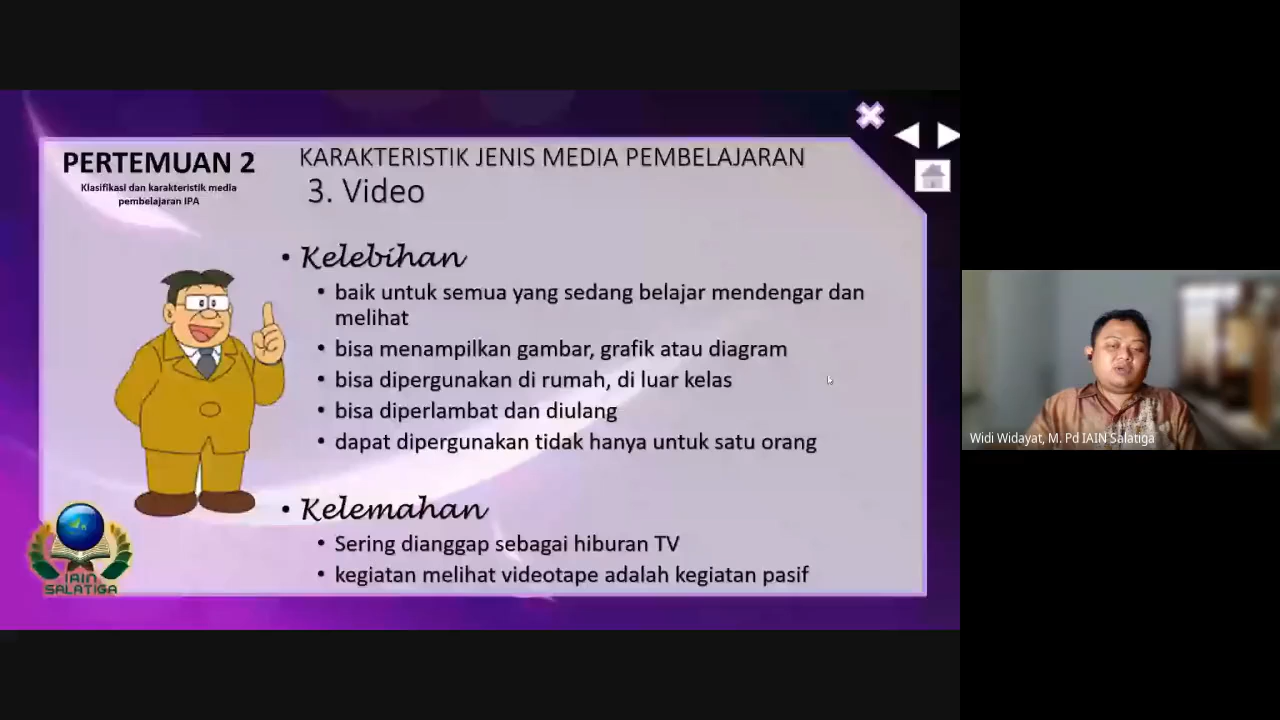 PERTEMUAN 2
Klasifikasi dan karakteristik media
pembelajaran IPA
KARAKTERISTIK JENIS MEDIA PEMBELAJARAN
3. Video
• Kelebihan
• baik untuk semua yang sedang belajar mendengar dan
melihat
• bisa menampilkan gambar, grafik atau diagram
• bisa dipergunakan di rumah, di luar kelas
• bisa diperlambat dan diulang
• dapat dipergunakan tidak hanya untuk satu orang
• Kelemahan
• Sering dianggap sebagai hiburan TV
• kegiatan melihat videotape adalah kegiatan pasif
IAIN
SALATIGA
Widi Widayat, M. Pd IAIN Salatiga